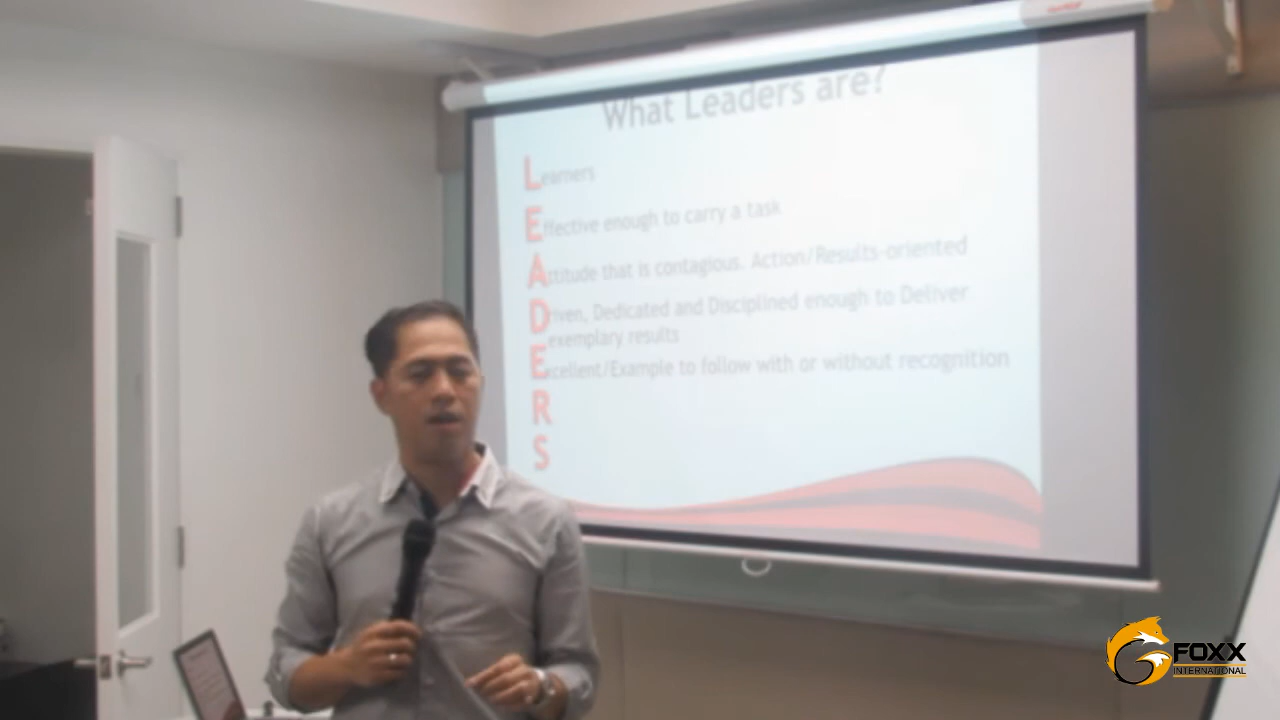 What Leaders are?
Learners
Effective enough to carry a task
Attitude that is contagious. Action/Results-oriented
Driven, Dedicated and Disciplined enough to Deliver
exemplary results
Excellent/Example to follow with or without recognition
R
S
FOXX
INTERNATIONAL